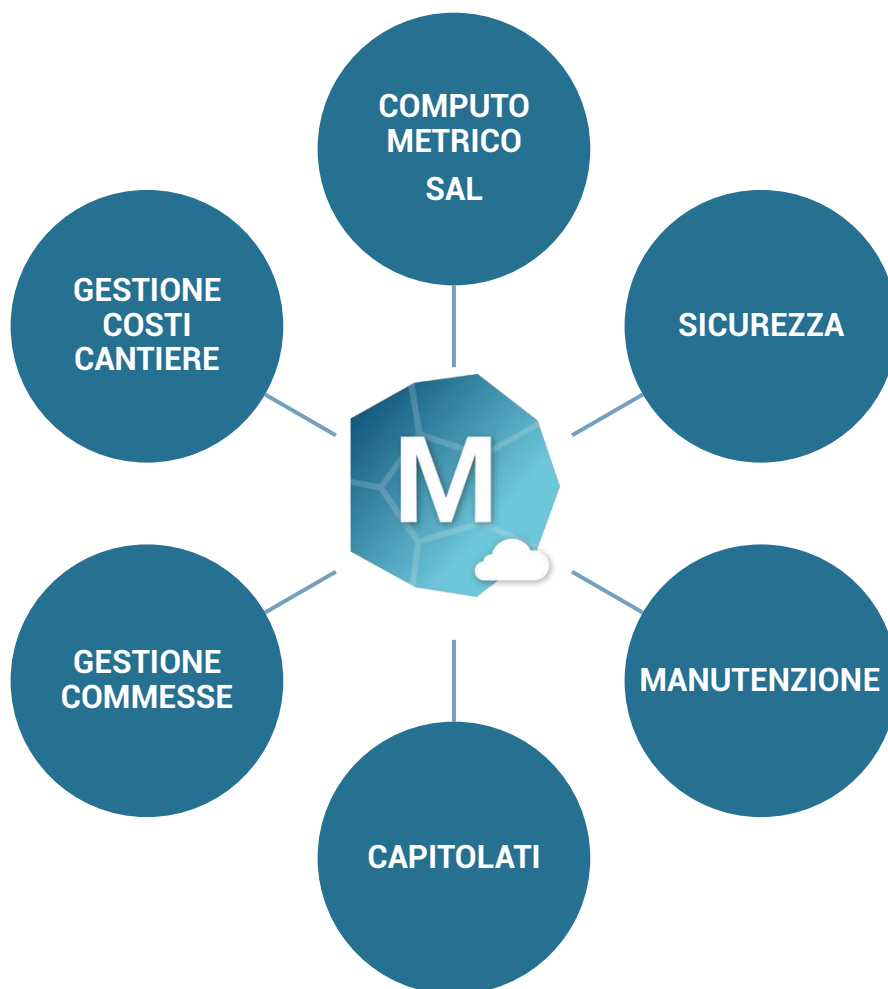 COMPUTO
METRICO
SAL
GESTIONE
COSTI
CANTIERE
SICUREZZA
M
GESTIONE
COMMESSE
MANUTENZIONE
CAPITOLATI